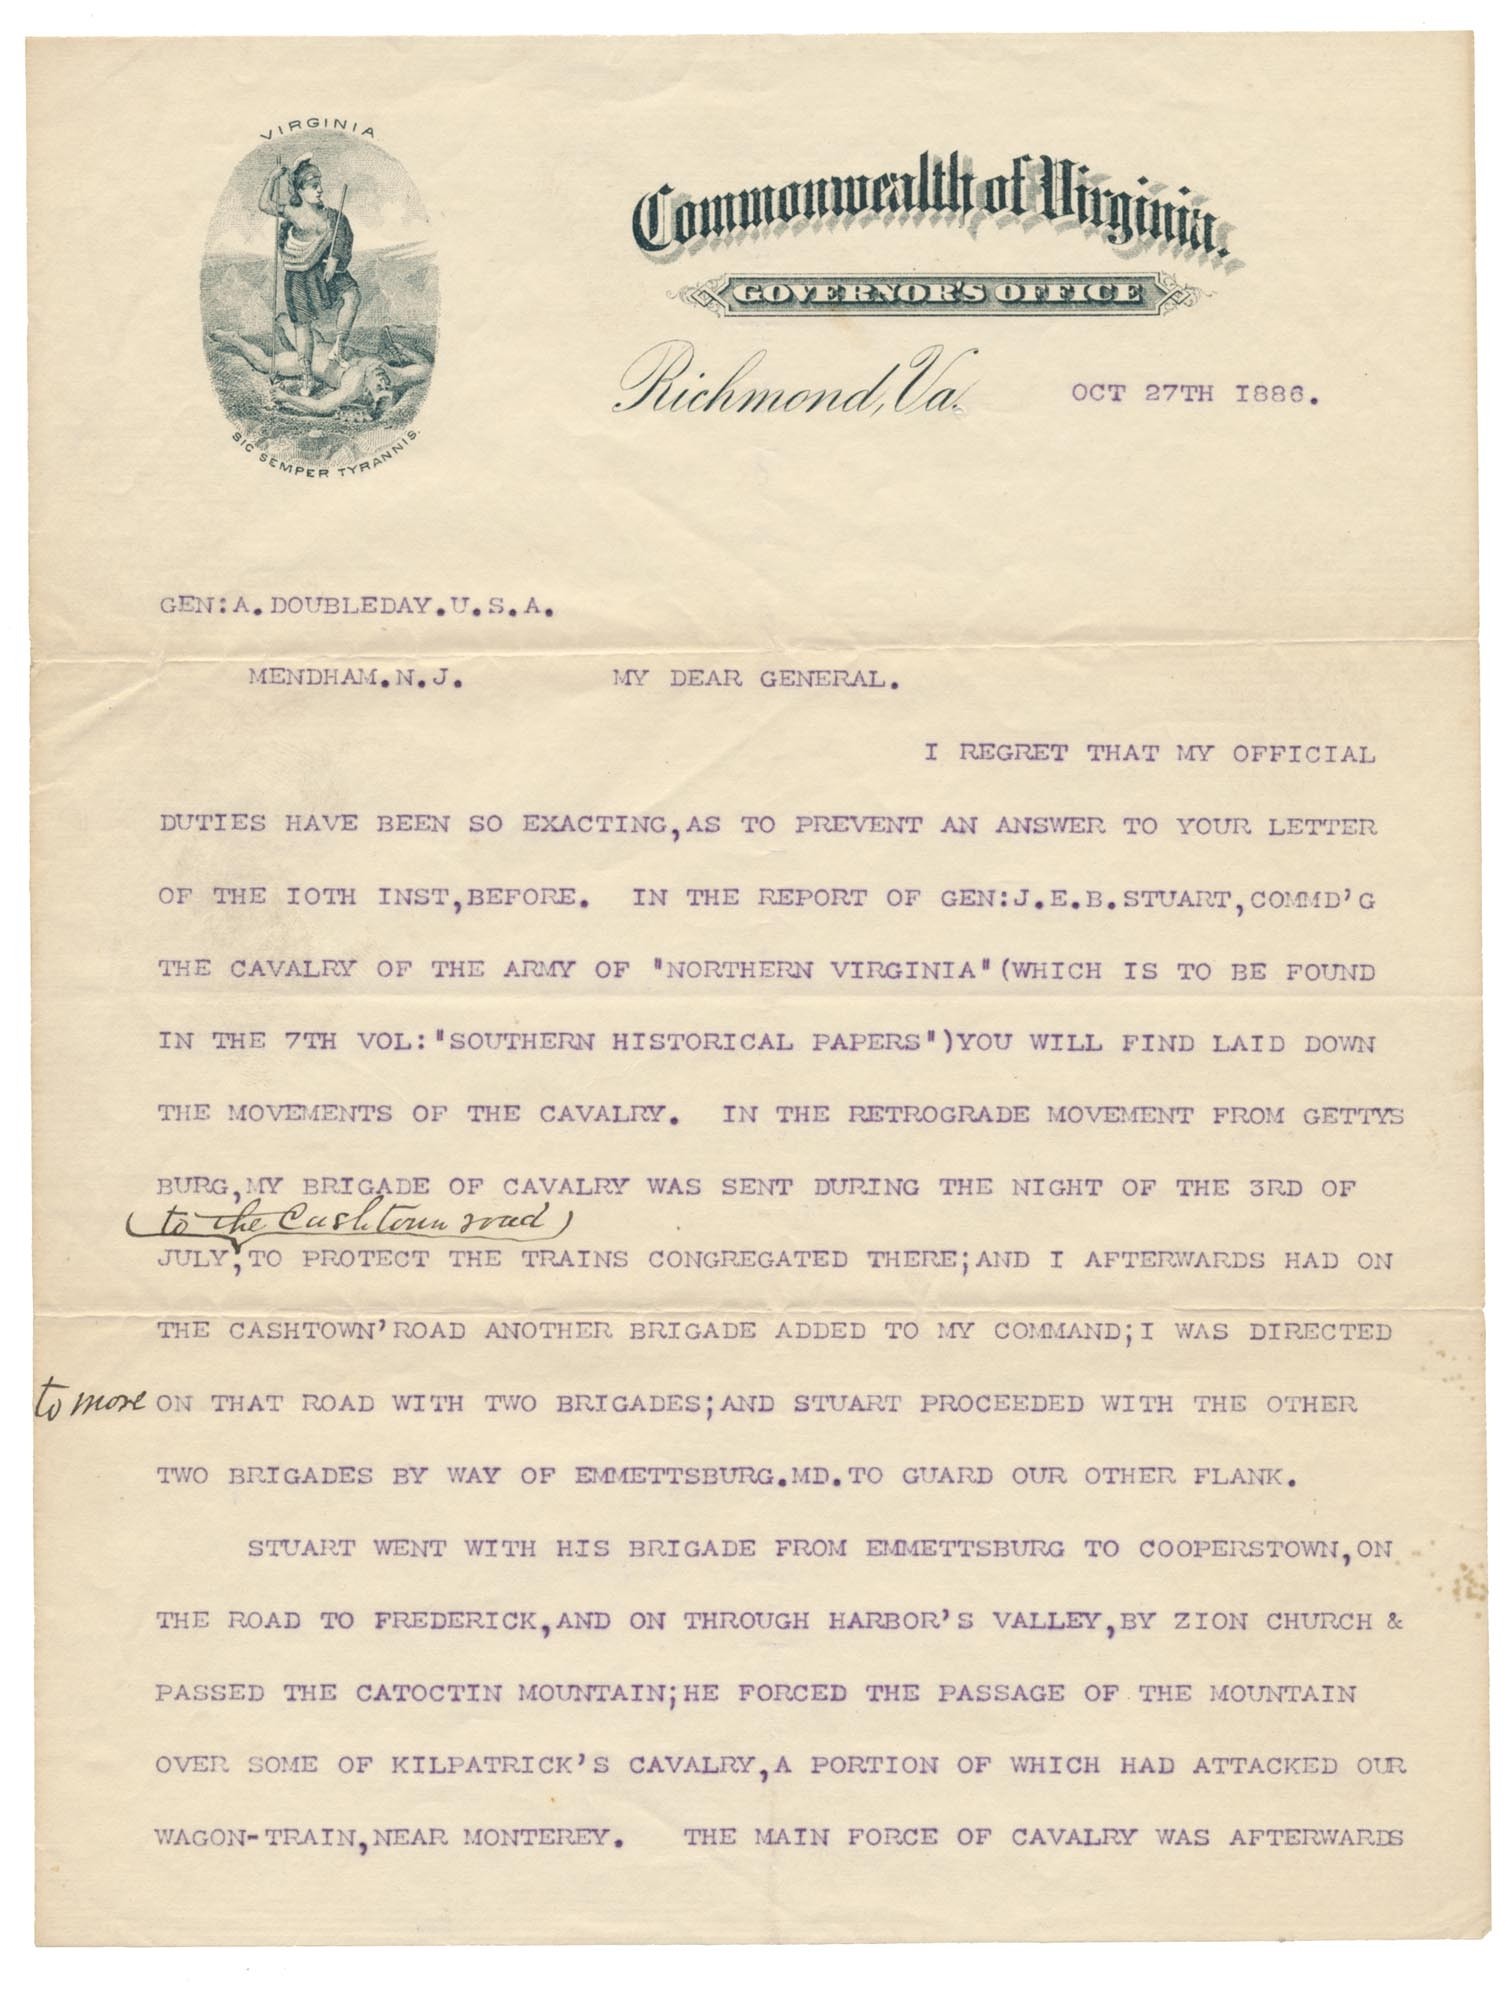 VIRGINIA
SIC SEMPER TYRANNIS.
Commonwealth of Virginia.
GOVERNOR'S OFFICE
Richmond, Va. OCT 27TH I886.
GEN:A.DOUBLEDAY.U.S.A.
MENDHAM.N.J. MY DEAR GENERAL.
I REGRET THAT MY OFFICIAL
DUTIES HAVE BEEN SO EXACTING,AS TO PREVENT AN ANSWER TO YOUR LETTER
OF THE IOTH INST,BEFORE. IN THE REPORT OF GEN:J.E.B.STUART,COMMD'G
THE CAVALRY OF THE ARMY OF "NORTHERN VIRGINIA"(WHICH IS TO BE FOUND
IN THE 7TH VOL:"SOUTHERN HISTORICAL PAPERS")YOU WILL FIND LAID DOWN
THE MOVEMENTS OF THE CAVALRY. IN THE RETROGRADE MOVEMENT FROM GETTYS
BURG,MY BRIGADE OF CAVALRY WAS SENT DURING THE NIGHT OF THE 3RD OF
(to the Cashtown road)
JULY,TO PROTECT THE TRAINS CONGREGATED THERE;AND I AFTERWARDS HAD ON
THE CASHTOWN'ROAD ANOTHER BRIGADE ADDED TO MY COMMAND;I WAS DIRECTED
to move ON THAT ROAD WITH TWO BRIGADES;AND STUART PROCEEDED WITH THE OTHER
TWO BRIGADES BY WAY OF EMMETTSBURG.MD.TO GUARD OUR OTHER FLANK.
STUART WENT WITH HIS BRIGADE FROM EMMETTSBURG TO COOPERSTOWN,ON
THE ROAD TO FREDERICK,AND ON THROUGH HARBOR'S VALLEY,BY ZION CHURCH &
PASSED THE CATOCTIN MOUNTAIN;HE FORCED THE PASSAGE OF THE MOUNTAIN
OVER SOME OF KILPATRICK'S CAVALRY,A PORTION OF WHICH HAD ATTACKED OUR
WAGON-TRAIN,NEAR MONTEREY. THE MAIN FORCE OF CAVALRY WAS AFTERWARDS